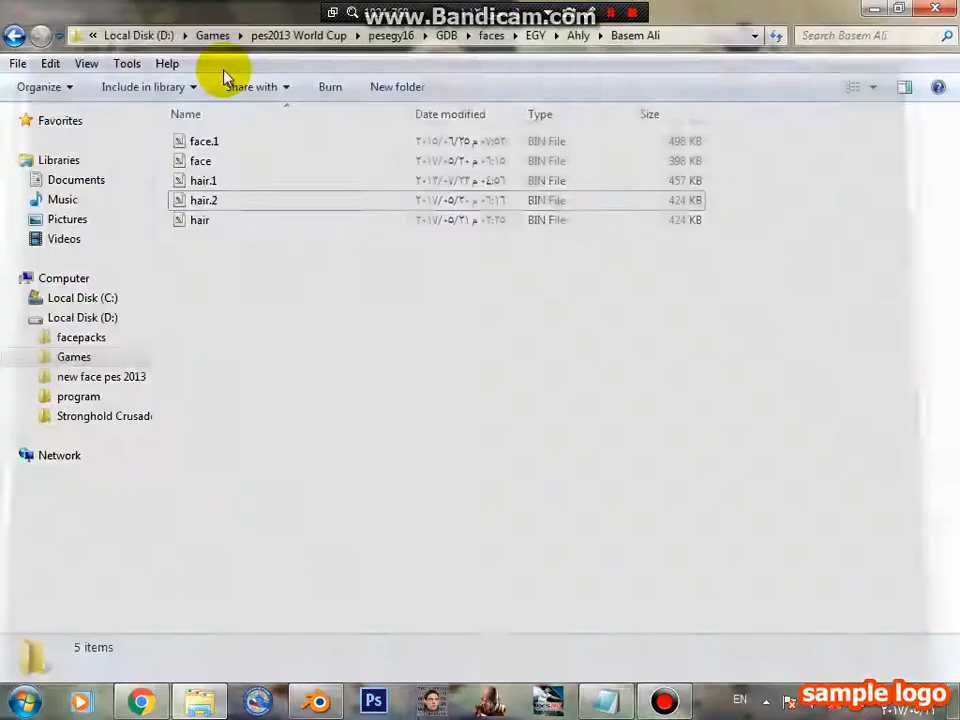 www.Bandicam.com
« Local Disk (D:) Games pes2013 World Cup pesegy16 GDB faces EGY Ahly Basem Ali Search Basem Ali
File Edit View Tools Help
Organize Include in library Share with Burn New folder
Name Date modified Type Size
face.1 BIN File 498 KB
face BIN File 398 KB
hair.1 BIN File 457 KB
hair.2 BIN File 424 KB
hair BIN File 424 KB
Favorites
Libraries
Documents
Music
Pictures
Videos
Computer
Local Disk (C:)
Local Disk (D:)
facepacks
Games
new face pes 2013
program
Stronghold Crusade
Network
5 items
Ps
EN
sample logo